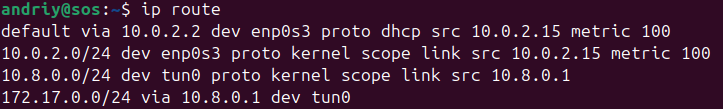 andriy@sos:~$ ip route
default via 10.0.2.2 dev enp0s3 proto dhcp src 10.0.2.15 metric 100
10.0.2.0/24 dev enp0s3 proto kernel scope link src 10.0.2.15 metric 100
10.8.0.0/24 dev tun0 proto kernel scope link src 10.8.0.1
172.17.0.0/24 via 10.8.0.1 dev tun0